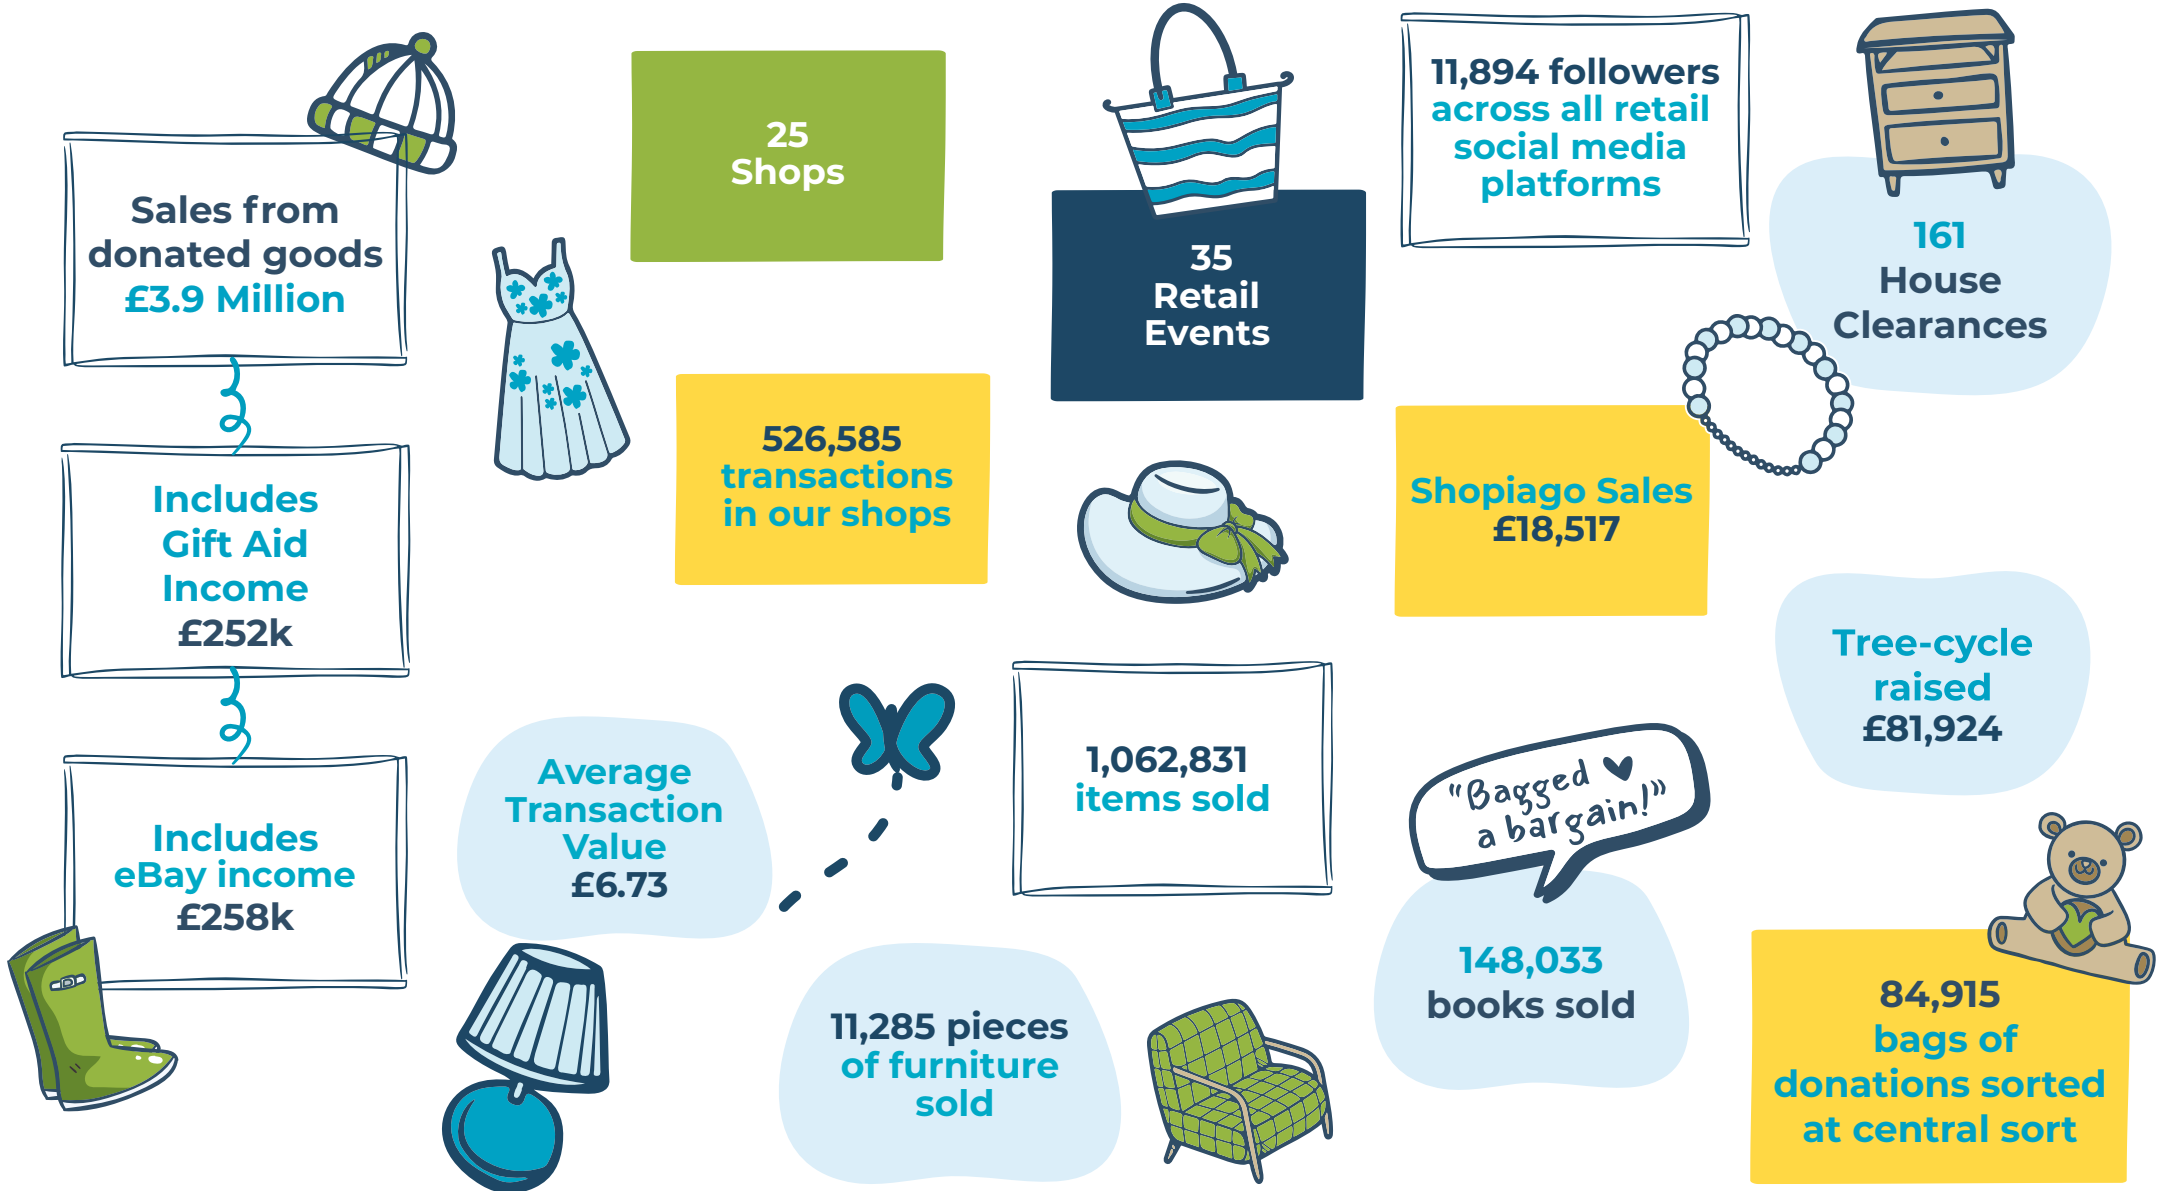 Sales from
donated goods
£3.9 Million
Includes
Gift Aid
Income
£252k
Includes
eBay income
£258k
25
Shops
526,585
transactions
in our shops
Average
Transaction
Value
£6.73
35
Retail
Events
1,062,831
items sold
11,285 pieces
of furniture
sold
11,894 followers
across all retail
social media
platforms
Shopiago Sales
£18,517
"Bagged
a bargain!"
148,033
books sold
161
House
Clearances
Tree-cycle
raised
£81,924
84,915
bags of
donations sorted
at central sort